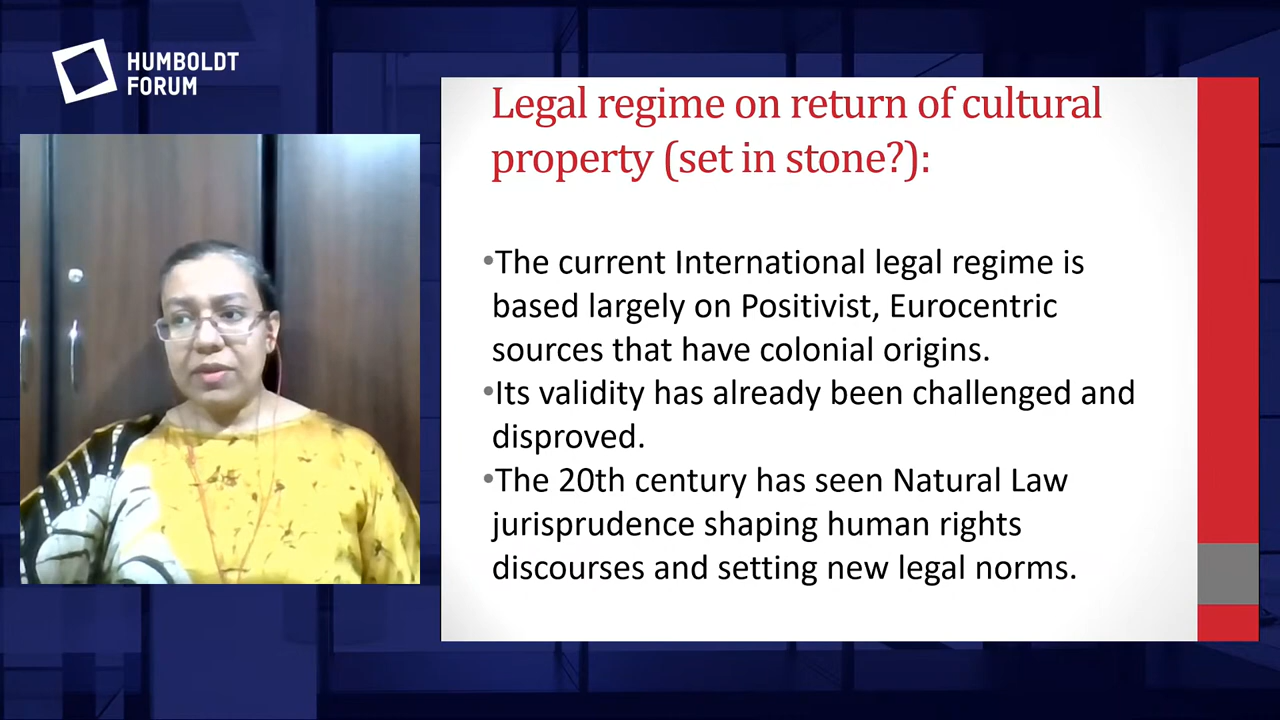 HUMBOLDT
FORUM
Legal regime on return of cultural
property (set in stone?):
•The current International legal regime is
based largely on Positivist, Eurocentric
sources that have colonial origins.
•Its validity has already been challenged and
disproved.
•The 20th century has seen Natural Law
jurisprudence shaping human rights
discourses and setting new legal norms.